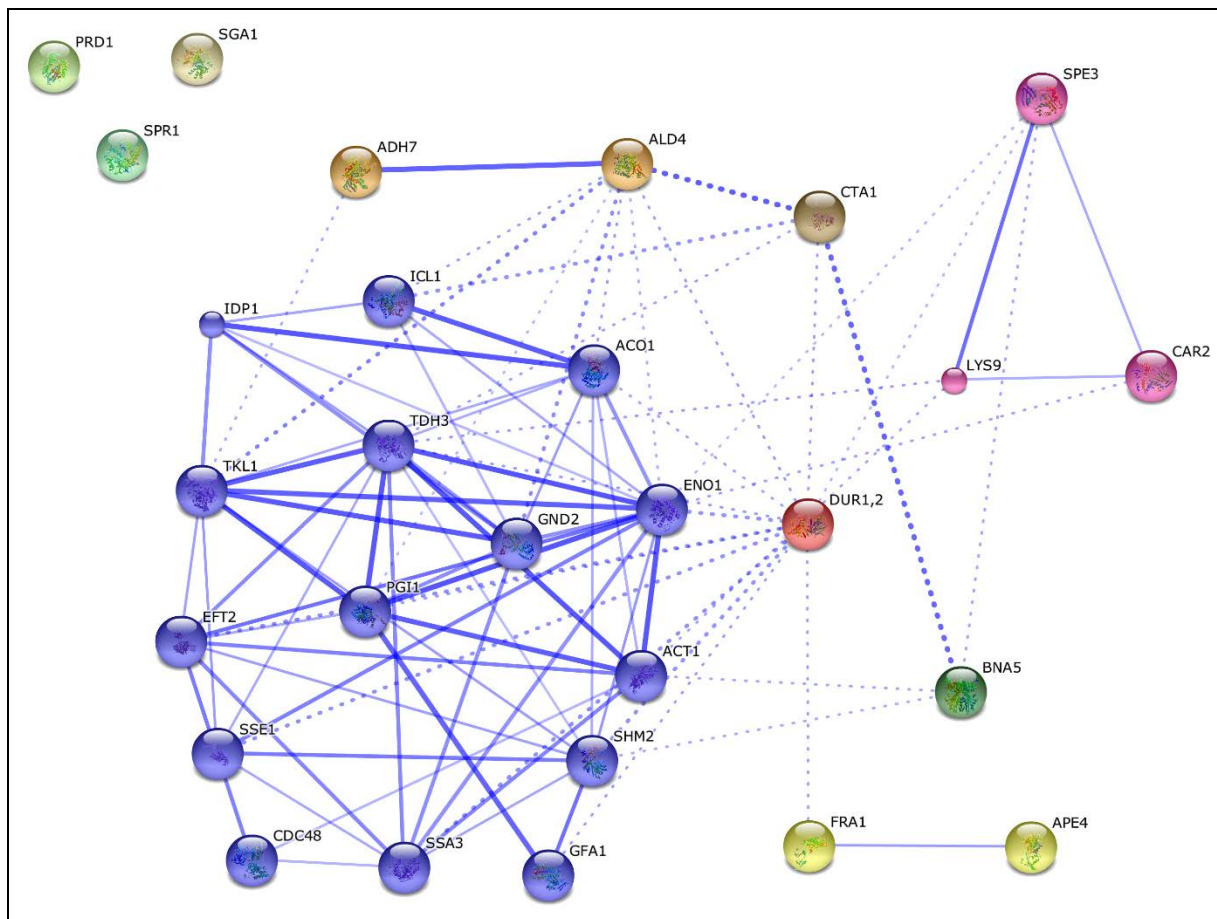 PRD1
SGA1
SPE3
SPR1
ADH7
ALD4
CTA1
ICL1
IDP1
ACO1
LYS9
CAR2
TDH3
TKL1
ENO1
GND2
DUR1,2
PGI1
EFT2
ACT1
BNA5
SSE1
SHM2
CDC48
SSA3
GFA1
FRA1
APE4